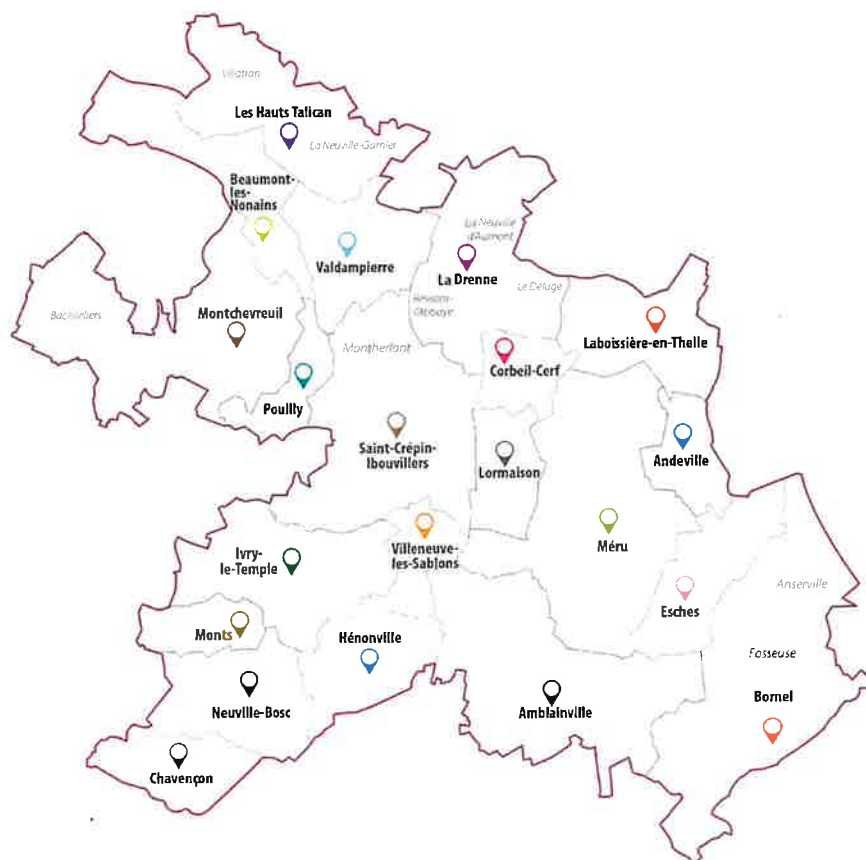 Villotran
Les Hauts Talican
La Neuville-Garnier
Beaumont-
les-
Nonains
La Neuville
d'Aumont
Valdampierre
La Drenne
Le Déluge
Ressons-
l'Abbaye
Bachivillers
Montchevreuil
Montherlant
Laboissière-en-Thelle
Corbeil-Cerf
Pouilly
Saint-Crépin-
Ibouvillers
Lormaison
Andeville
Ivry-
le-Temple
Villeneuve-
les-Sablons
Méru
Esches
Anserville
Monts
Hénonville
Fosseuse
Neuville-Bosc
Amblainville
Bornel
Chavençon